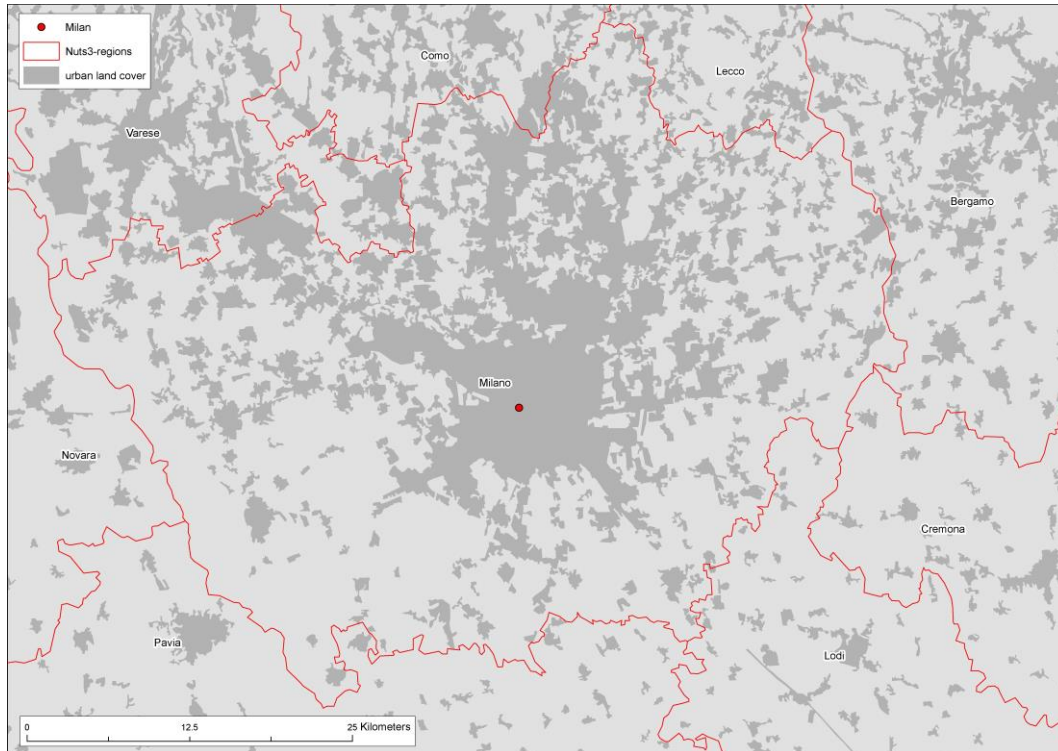 Milan
Nuts3-regions
urban land cover
Como
Lecco
Varese
Bergamo
Milano
Novara
Cremona
Pavia
Lodi
0 12.5 25 Kilometers